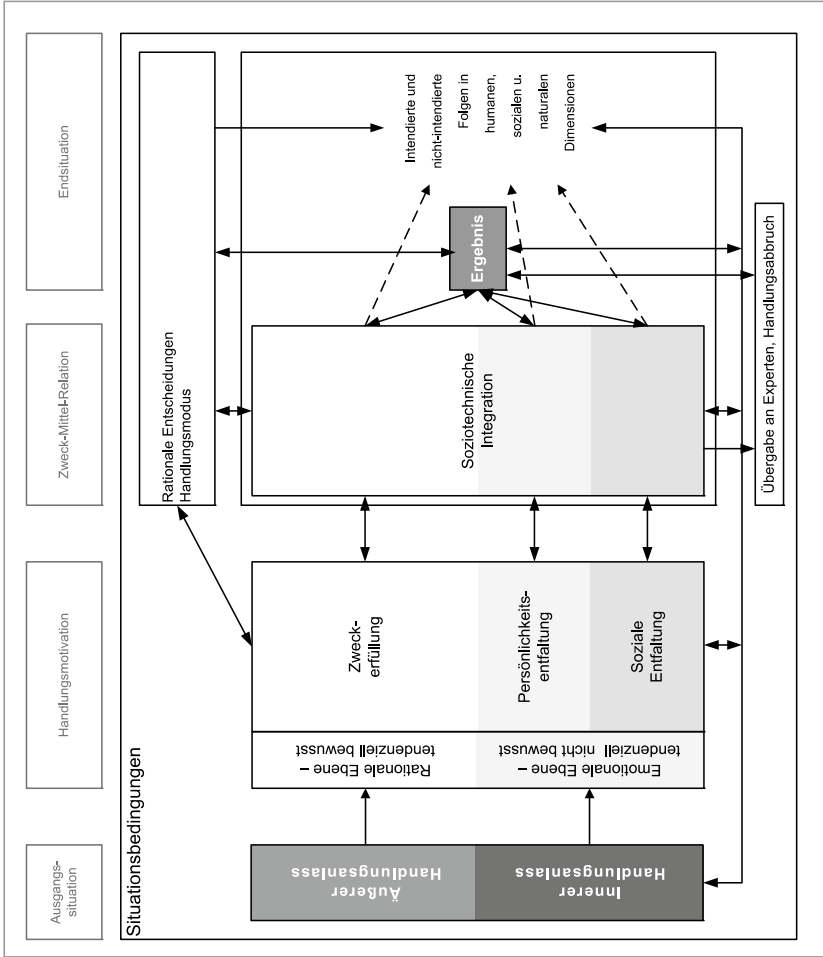 Ausgangs-
situation
Handlungsmotivation
Zweck-Mittel-Relation
Endsituation
Situationsbedingungen
Rationale Entscheidungen
Handlungsmodus
Äußerer
Handlungsanlass
Innerer
Handlungsanlass
Rationale Ebene –
tendenziell bewusst
Emotionale Ebene –
tendenziell nicht bewusst
Zweck-
erfüllung
Persönlichkeits-
entfaltung
Soziale
Entfaltung
Soziotechnische
Integration
Ergebnis
Intendierte und
nicht-intendierte
Folgen in
humanen,
sozialen u.
naturalen
Dimensionen
Übergabe an Experten, Handlungsabbruch